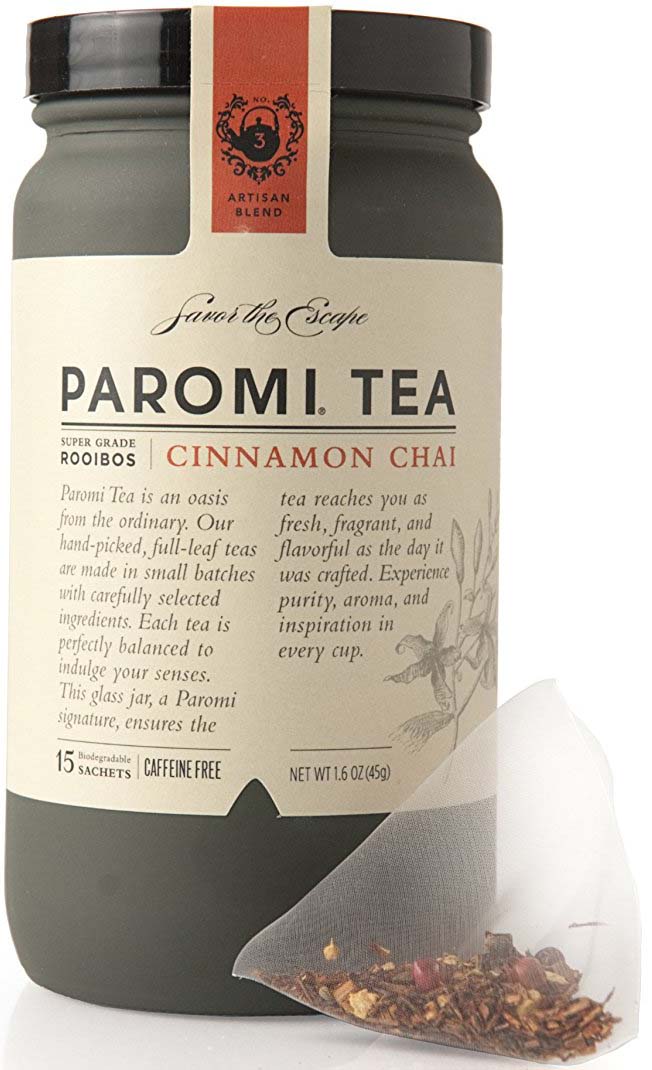 NO.
3
ARTISAN
BLEND
Savor the Escape
PAROMI® TEA
SUPER GRADE
ROOIBOS
CINNAMON CHAI
Paromi Tea is an oasis
from the ordinary. Our
hand-picked, full-leaf teas
are made in small batches
with carefully selected
ingredients. Each tea is
perfectly balanced to
indulge your senses.
This glass jar, a Paromi
signature, ensures the
tea reaches you as
fresh, fragrant, and
flavorful as the day it
was crafted. Experience
purity, aroma, and
inspiration in
every cup.
15 Biodegradable
SACHETS
CAFFEINE FREE
NET WT 1.6 OZ (45g)